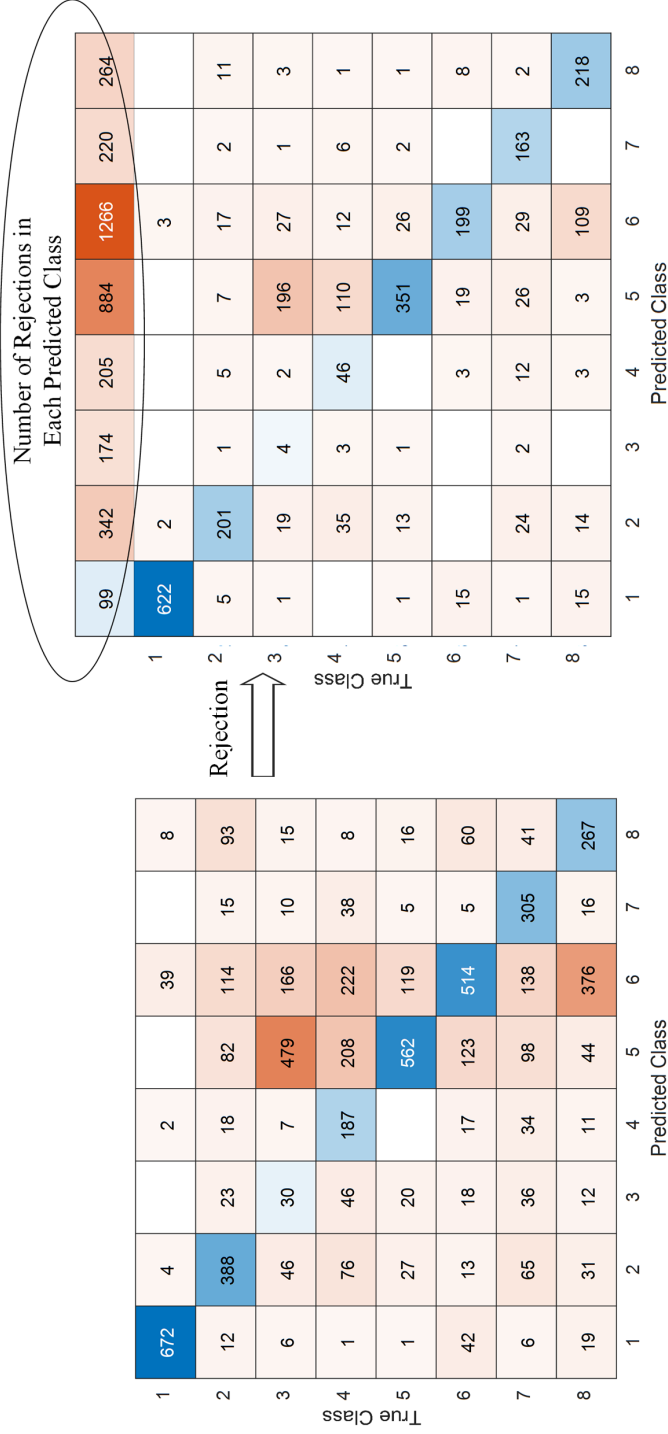 True Class
1 672 4 2 39 8
2 12 388 23 18 82 114 15 93
3 6 46 30 7 479 166 10 15
4 1 76 46 187 208 222 38 8
5 1 27 20 562 119 5 16
6 42 13 18 17 123 514 5 60
7 6 65 36 34 98 138 305 41
8 19 31 12 11 44 376 16 267
1 2 3 4 5 6 7 8
Predicted Class
Rejection
Number of Rejections in
Each Predicted Class
99 342 174 205 884 1266 220 264
True Class
1 622 2 3
2 5 201 1 5 7 17 2 11
3 1 19 4 2 196 27 1 3
4 35 3 46 110 12 6 1
5 1 13 1 351 26 2 1
6 15 3 19 199 8
7 1 24 2 12 26 29 163 2
8 15 14 3 3 109 218
1 2 3 4 5 6 7 8
Predicted Class